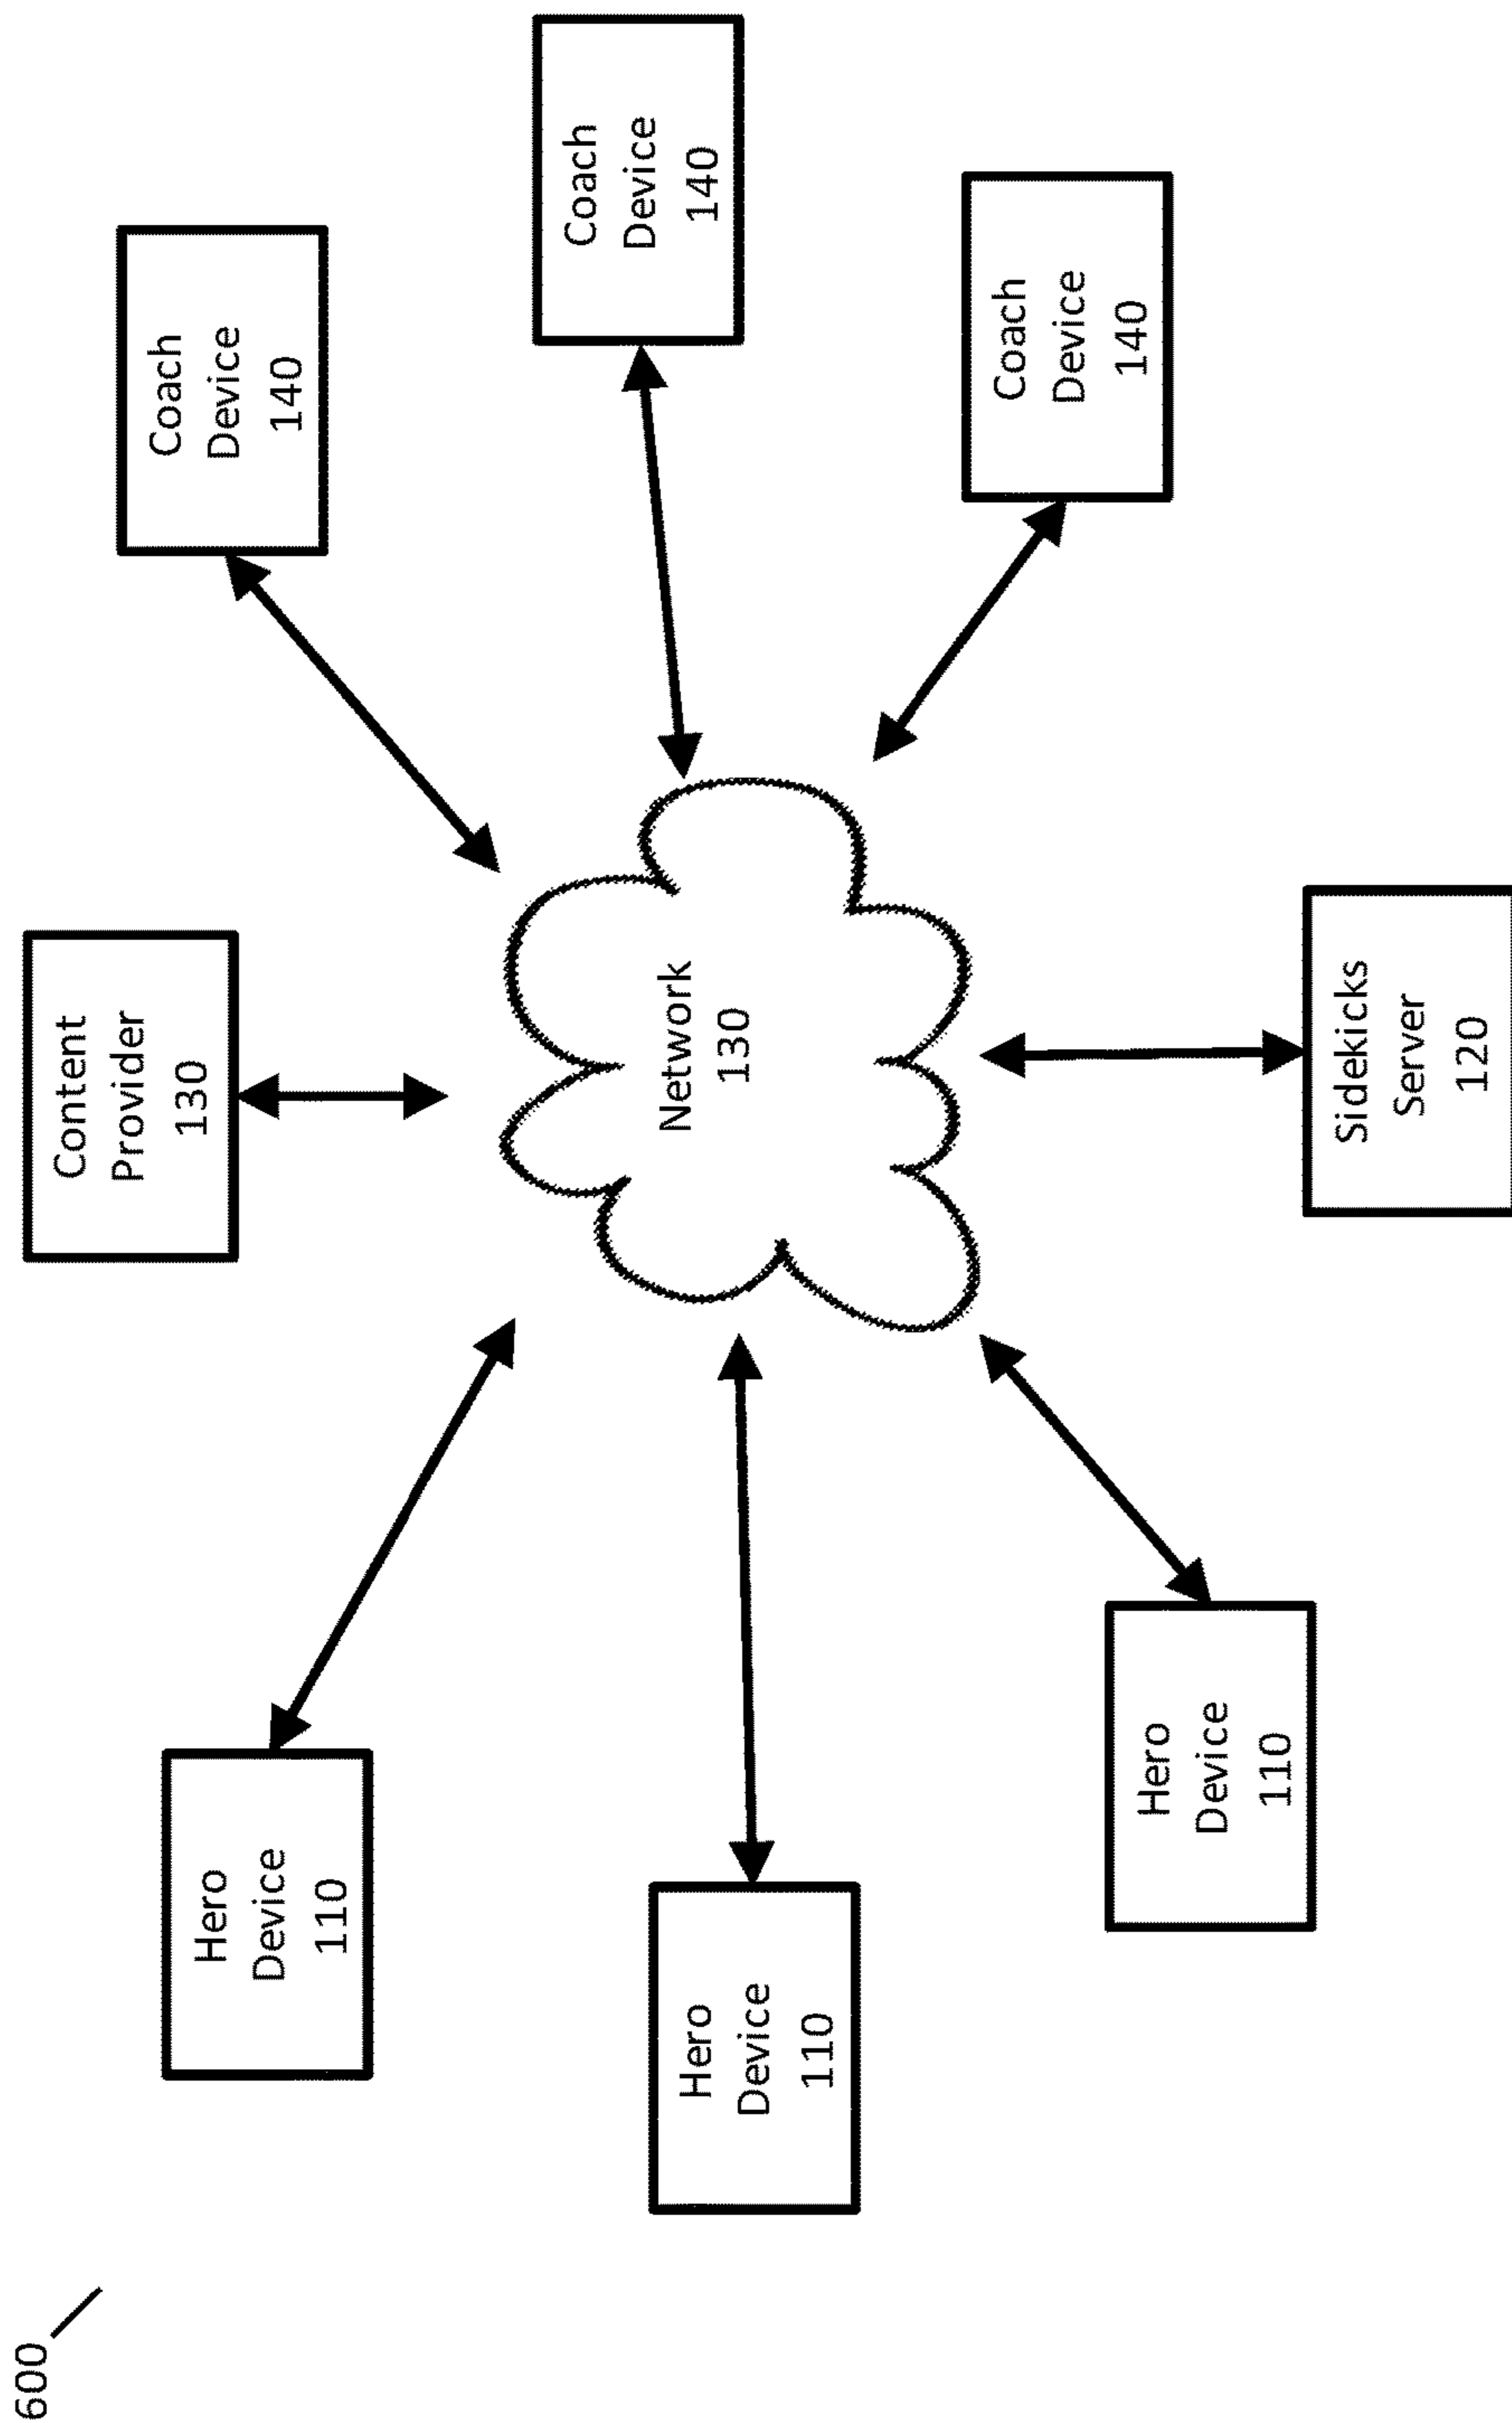 600
Content
Provider
130
Coach
Device
140
Hero
Device
110
Coach
Device
140
Network
130
Hero
Device
110
Coach
Device
140
Hero
Device
110
Sidekicks
Server
120